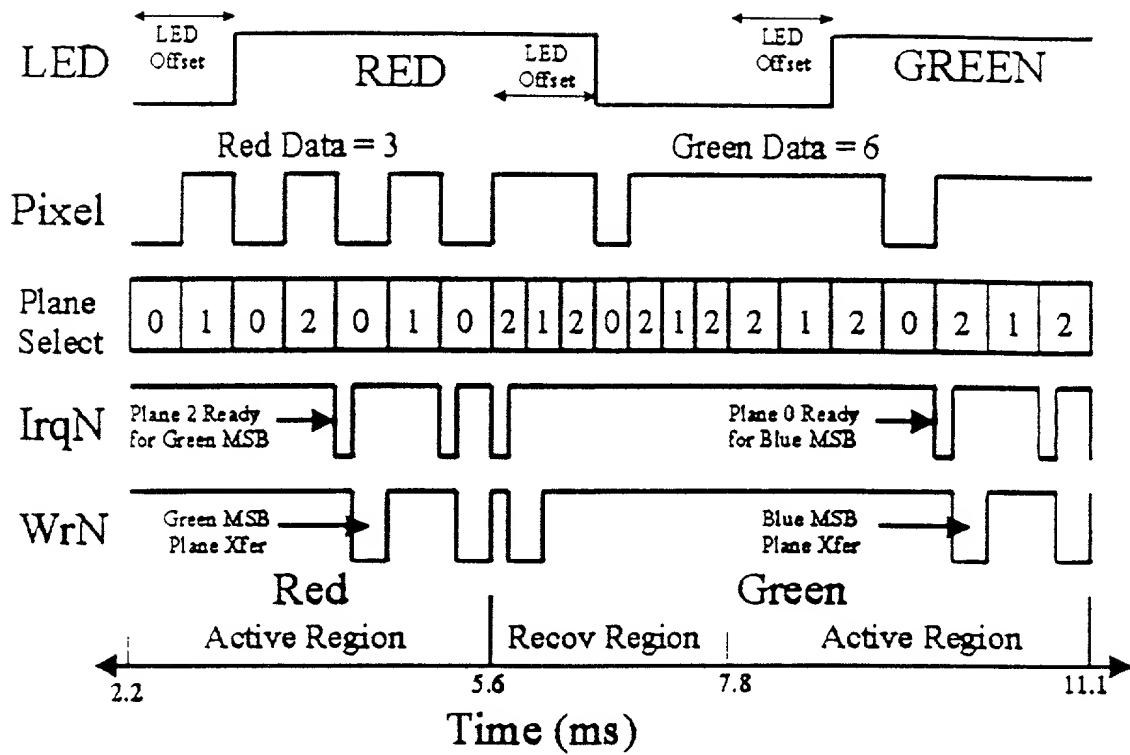 LED
Offset
LED
RED
LED
Offset
LED
Offset
GREEN
Red Data = 3
Green Data = 6
Pixel
Plane
Select
0 1 0 2 0 1 0 2 1 2 0 2 1 2 2 1 2 0 2 1 2
IrqN
Plane 2 Ready
for Green MSB
Plane 0 Ready
for Blue MSB
WrN
Green MSB
Plane Xfer
Blue MSB
Plane Xfer
Red
Green
Active Region
Recov Region
Active Region
2.2
5.6
7.8
11.1
Time (ms)